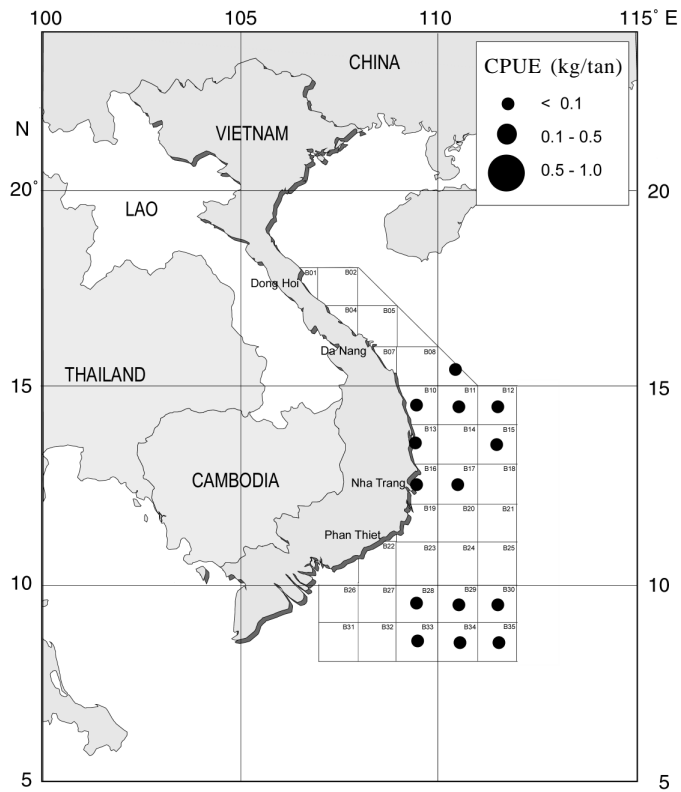 100 105 110 115° E
CHINA
CPUE (kg/tan)
< 0.1
0.1 - 0.5
0.5 - 1.0
N
VIETNAM
20° 20
LAO
B01 B02
Dong Hoi
B04 B05
Da Nang
B07 B08
THAILAND
15 15
B10 B11 B12
B13 B14 B15
B16 B17 B18
CAMBODIA
Nha Trang
B19 B20 B21
Phan Thiet
B22 B23 B24 B25
10 10
B26 B27 B28 B29 B30
B31 B32 B33 B34 B35
5 5